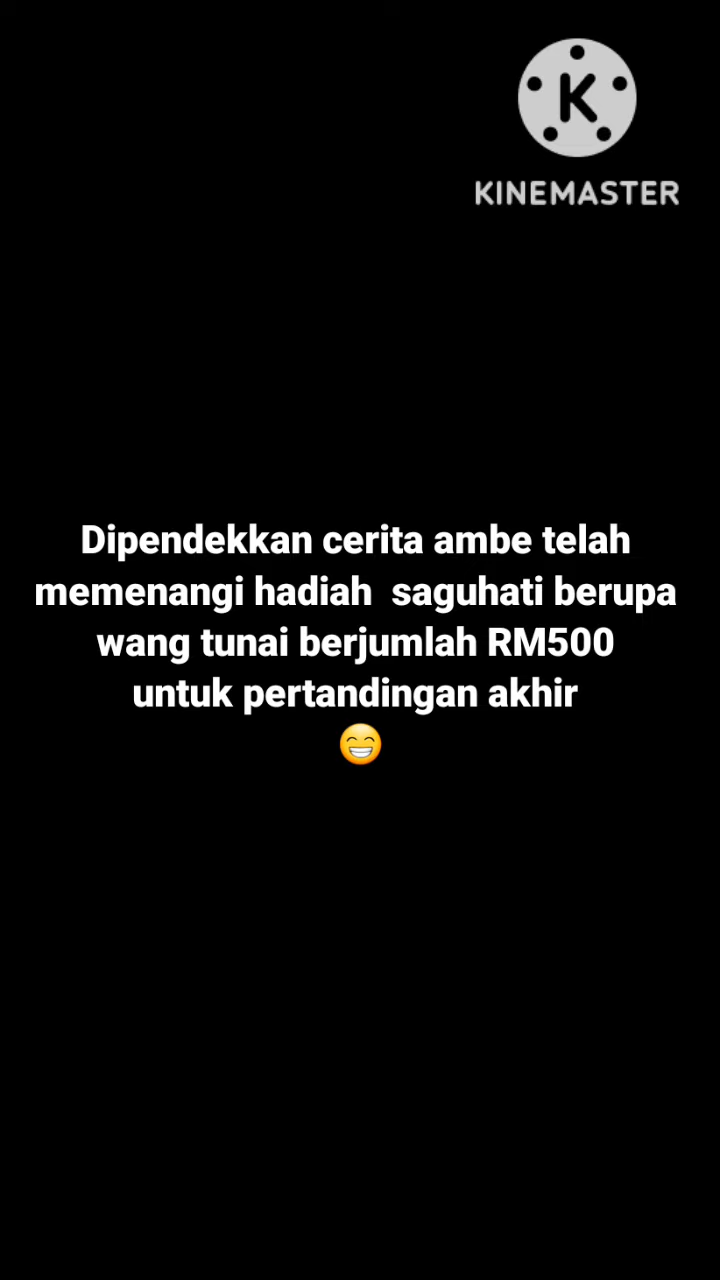 K
KINEMASTER
Dipendekkan cerita ambe telah
memenangi hadiah  saguhati berupa
wang tunai berjumlah RM500
untuk pertandingan akhir
😁